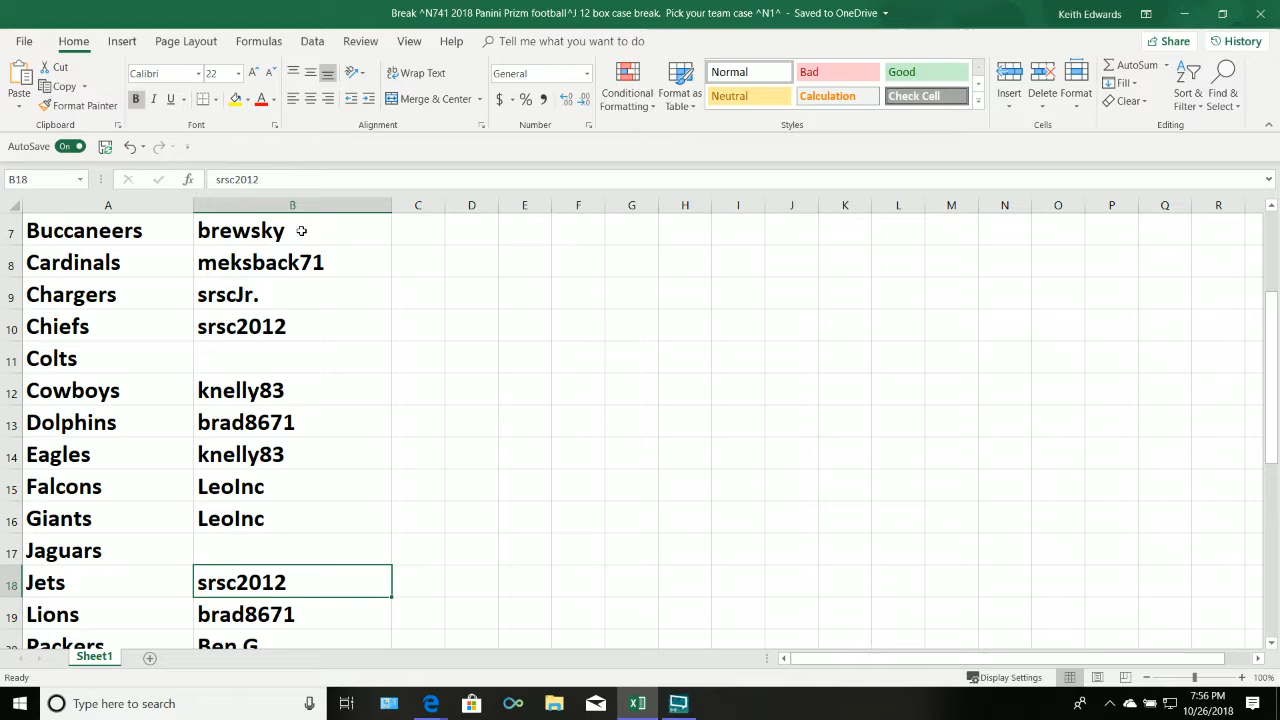 Break ^N741 2018 Panini Prizm football^J 12 box case break. Pick your team case ^N1^ - Saved to OneDrive
Keith Edwards
File Home Insert Page Layout Formulas Data Review View Help Tell me what you want to do Share History
Paste Cut Copy Format Painter Clipboard
Calibri 22 B I U Font
Wrap Text Merge & Center Alignment
General $ % , Number
Conditional Formatting Format as Table Normal Bad Good Neutral Calculation Check Cell Styles
Insert Delete Format Cells
AutoSum Fill Clear Sort & Filter Find & Select Editing
AutoSave On
B18 fx srsc2012
A B C D E F G H I J K L M N O P Q R
7 Buccaneers brewsky
8 Cardinals meksback71
9 Chargers srscJr.
10 Chiefs srsc2012
11 Colts
12 Cowboys knelly83
13 Dolphins brad8671
14 Eagles knelly83
15 Falcons LeoInc
16 Giants LeoInc
17 Jaguars
18 Jets srsc2012
19 Lions brad8671
20 Packers Ben G
Sheet1
Ready Display Settings 100%
Type here to search
7:56 PM
10/26/2018